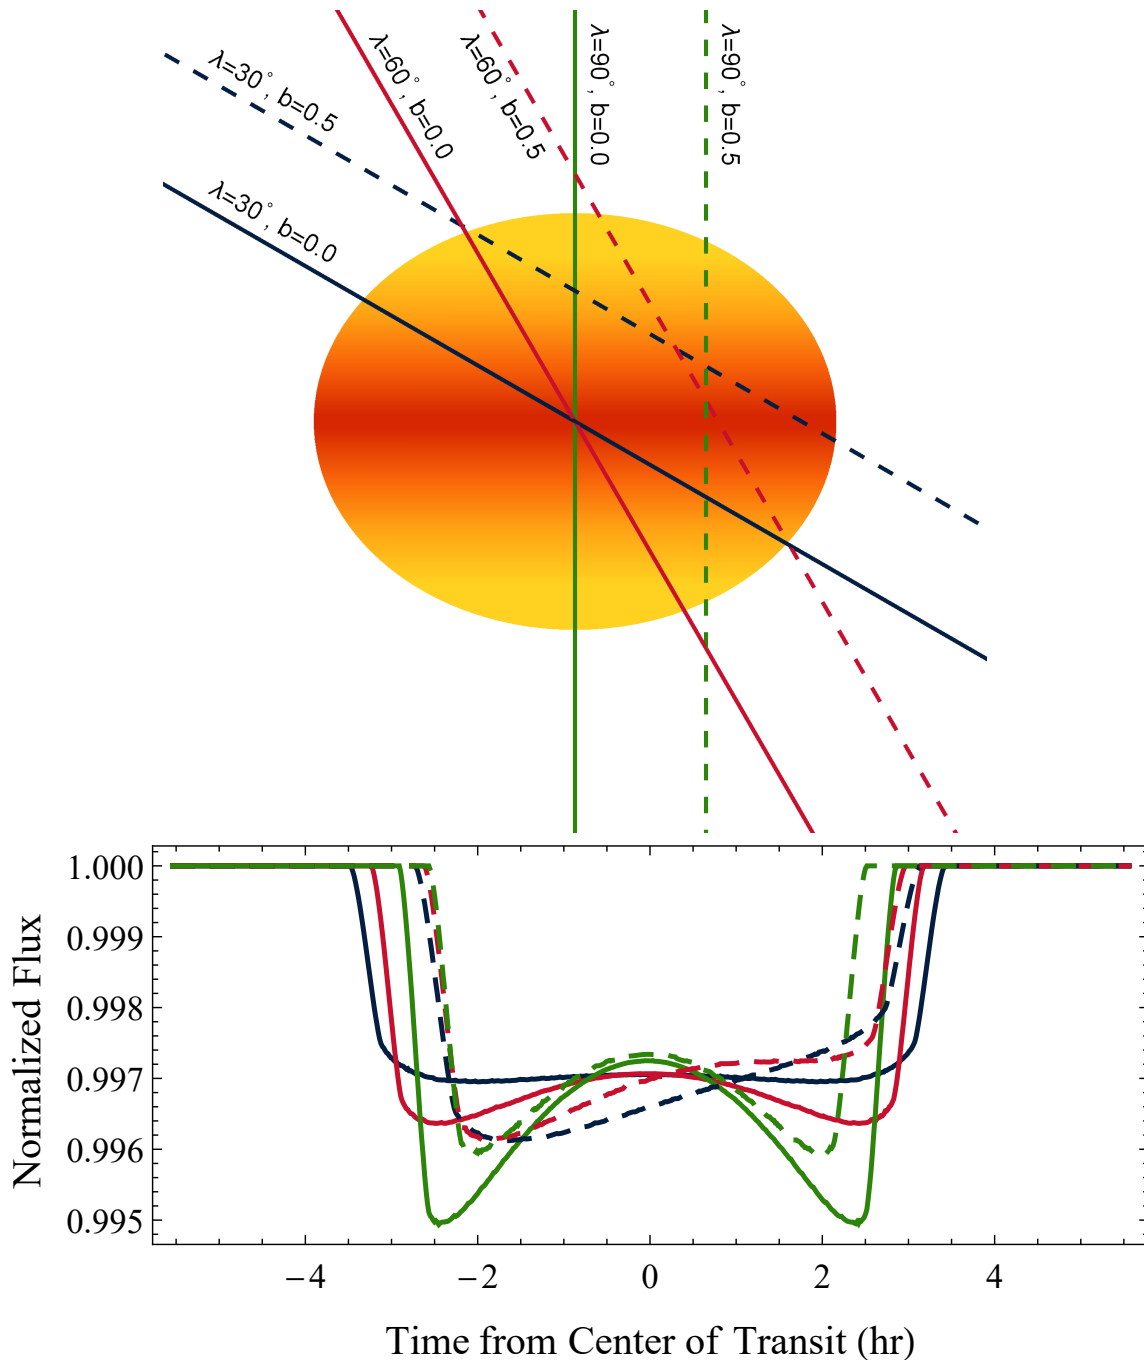 λ=30°, b=0.5
λ=30°, b=0.0
λ=60°, b=0.0
λ=60°, b=0.5
λ=90°, b=0.0
λ=90°, b=0.5
1.000
0.999
0.998
0.997
0.996
0.995
Normalized Flux
−4 −2 0 2 4
Time from Center of Transit (hr)